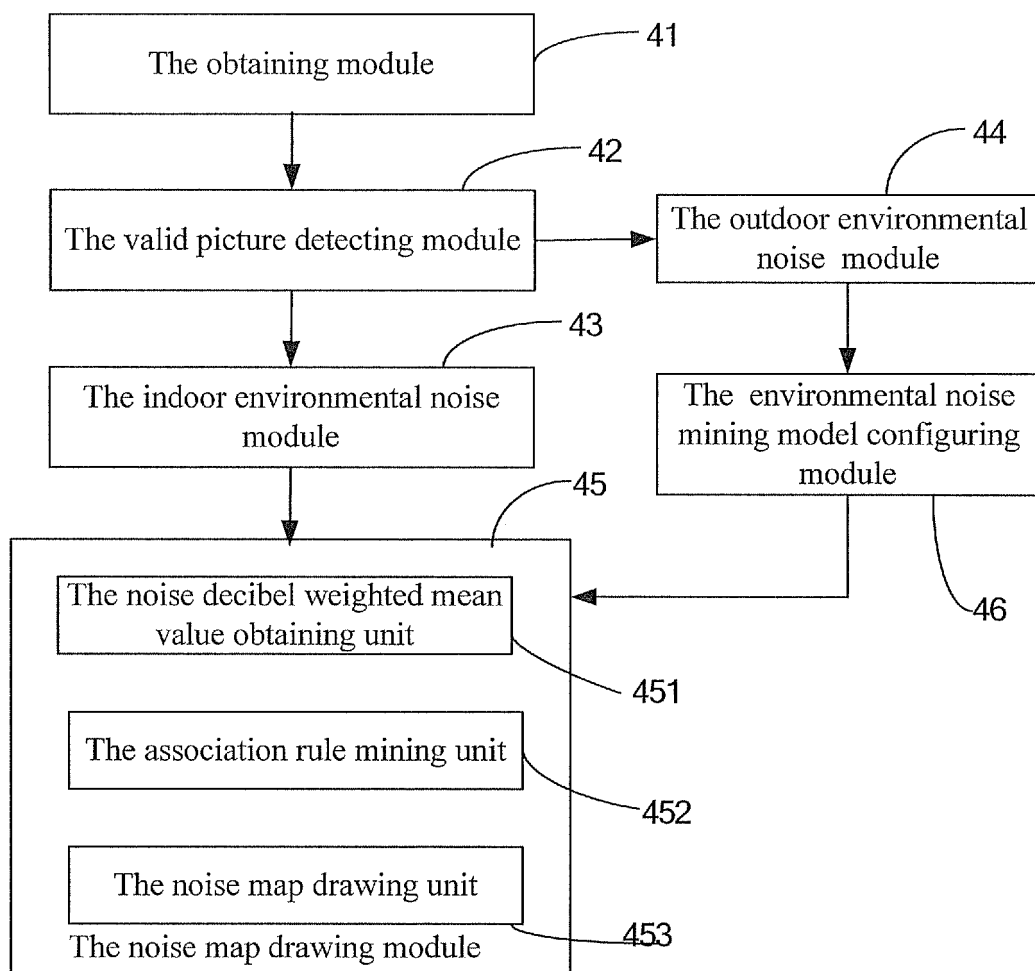 41
The obtaining module
42
44
The valid picture detecting module
The outdoor environmental
noise module
43
The indoor environmental noise
module
The environmental noise
mining model configuring
module
45
46
The noise decibel weighted mean
value obtaining unit
451
The association rule mining unit
452
The noise map drawing unit
453
The noise map drawing module